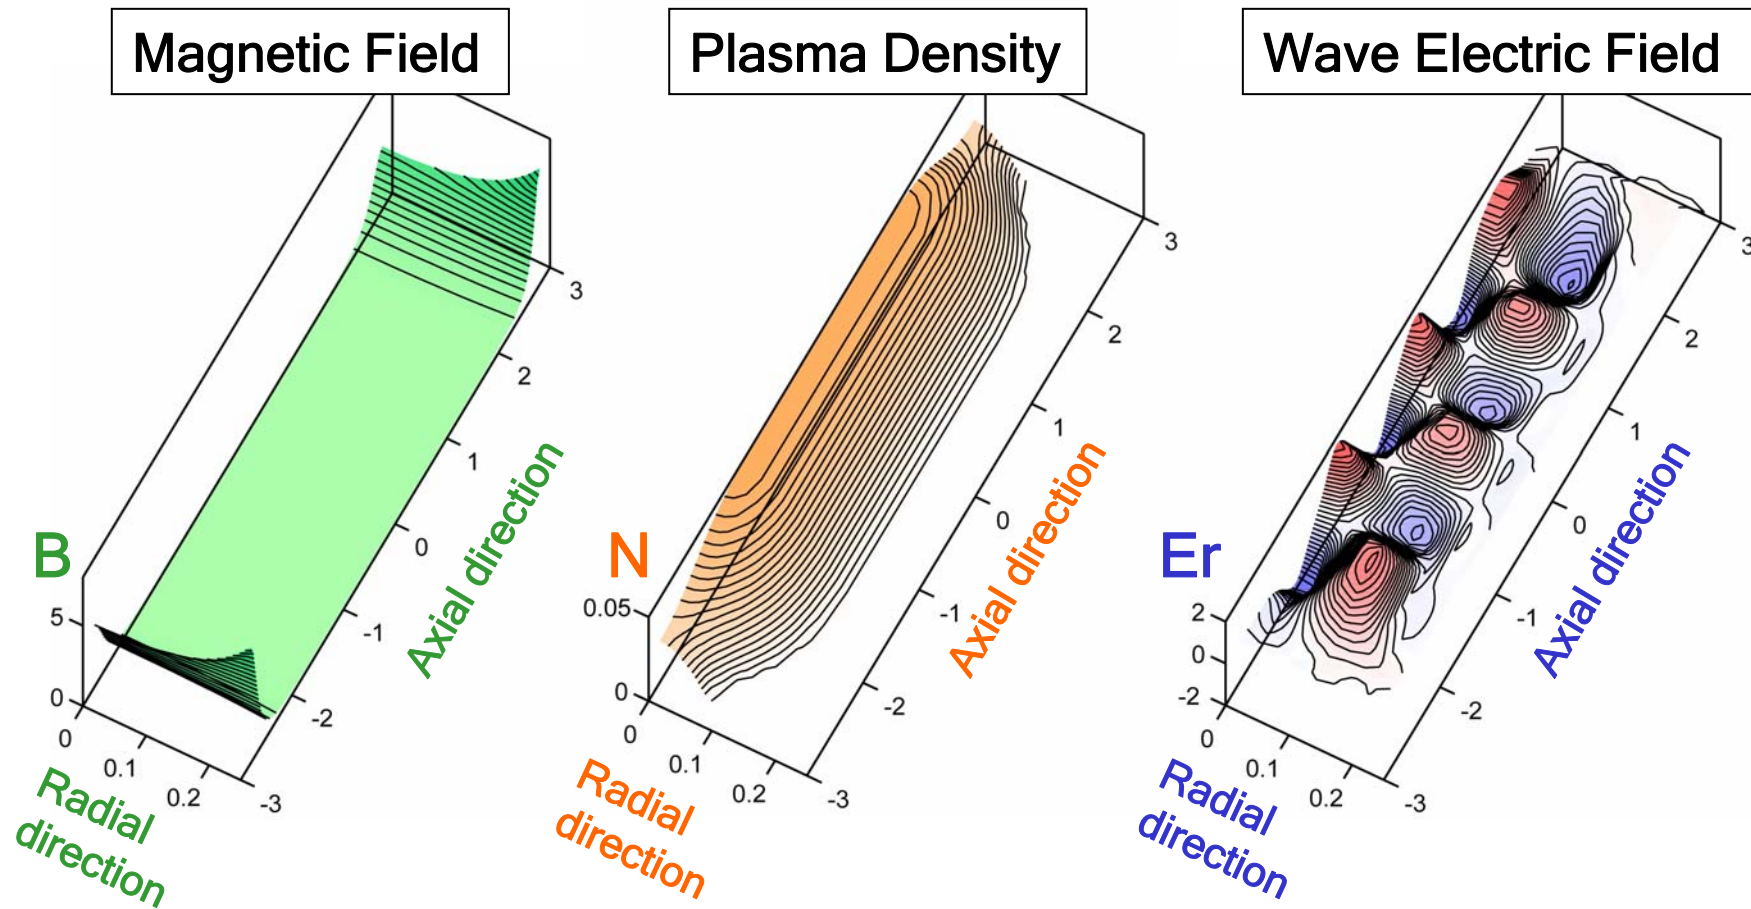 Magnetic Field
B
5
0
0
0.1
0.2
-3
-2
-1
0
1
2
3
Radial
direction
Axial direction
Plasma Density
N
0.05
0
0
0.1
0.2
-3
-2
-1
0
1
2
3
Radial
direction
Axial direction
Wave Electric Field
Er
2
0
-2
0
0.1
0.2
-3
-2
-1
0
1
2
3
Radial
direction
Axial direction